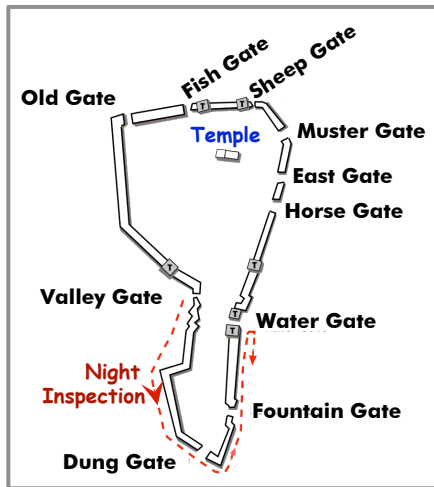 Fish Gate
Sheep Gate
Old Gate
T
T
Muster Gate
Temple
East Gate
Horse Gate
T
T
Valley Gate
T
Water Gate
T
Night
Inspection
Fountain Gate
Dung Gate